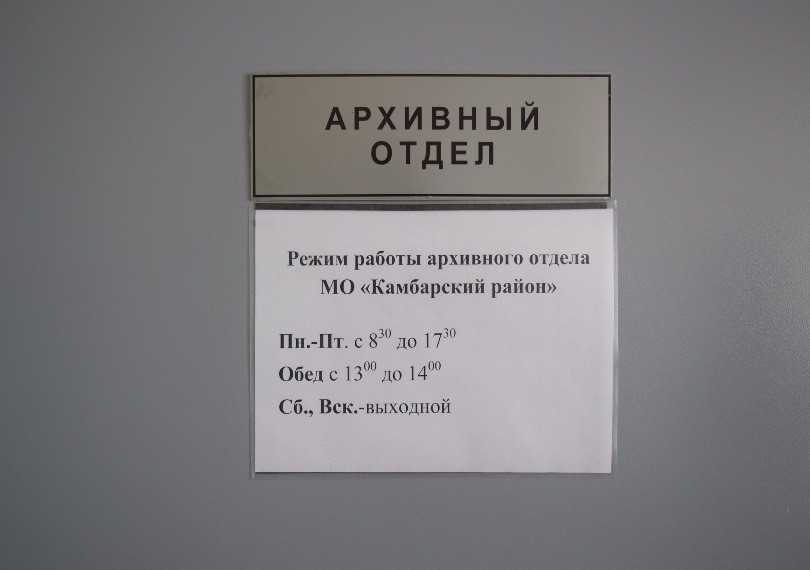 АРХИВНЫЙ
ОТДЕЛ
Режим работы архивного отдела
МО «Камбарский район»
Пн.-Пт. с 8³⁰ до 17³⁰
Обед с 13⁰⁰ до 14⁰⁰
Сб., Вск.-выходной